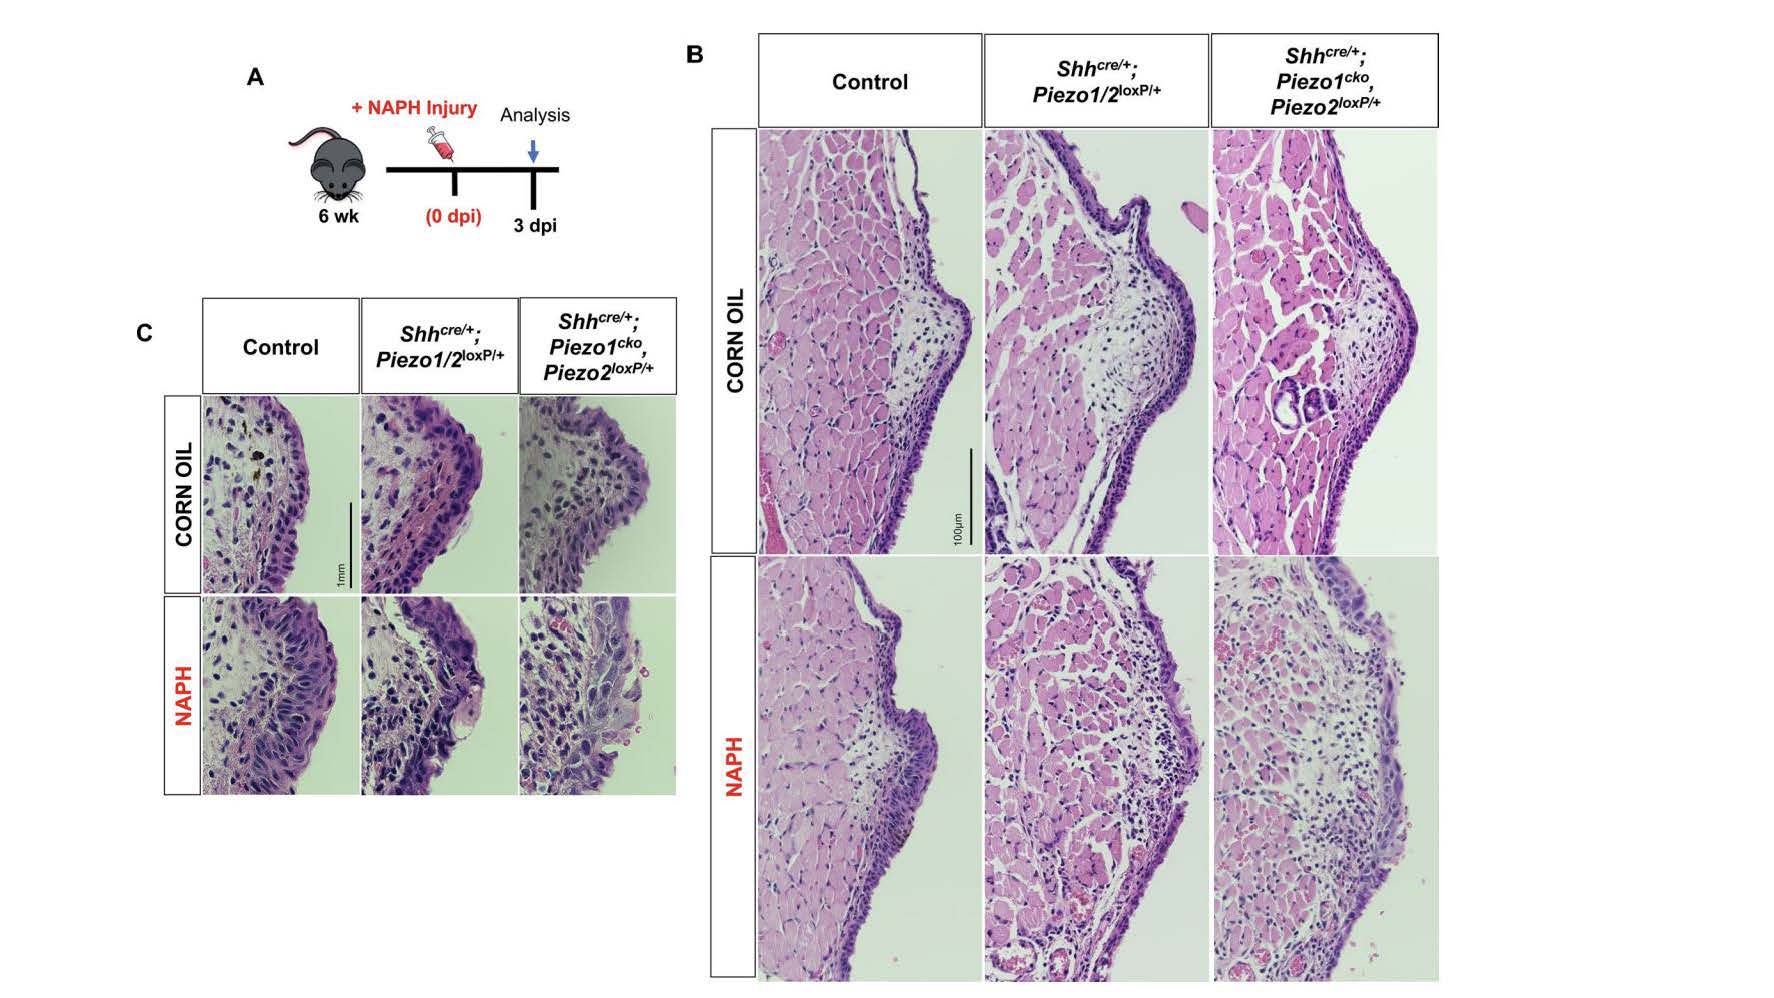 A
+ NAPH Injury
Analysis
6 wk
(0 dpi)
3 dpi
B
Control
Shhcre/+;
Piezo1/2loxP/+
Shhcre/+;
Piezo1cko,
Piezo2loxP/+
CORN OIL
100µm
NAPH
C
Control
Shhcre/+;
Piezo1/2loxP/+
Shhcre/+;
Piezo1cko,
Piezo2loxP/+
CORN OIL
1mm
NAPH